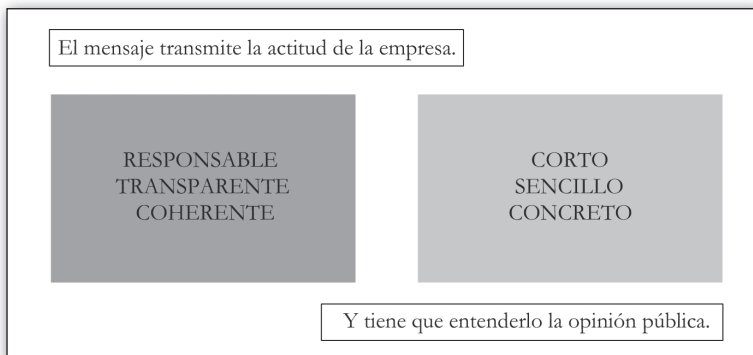 El mensaje transmite la actitud de la empresa.
RESPONSABLE
TRANSPARENTE
COHERENTE
CORTO
SENCILLO
CONCRETO
Y tiene que entenderlo la opinión pública.